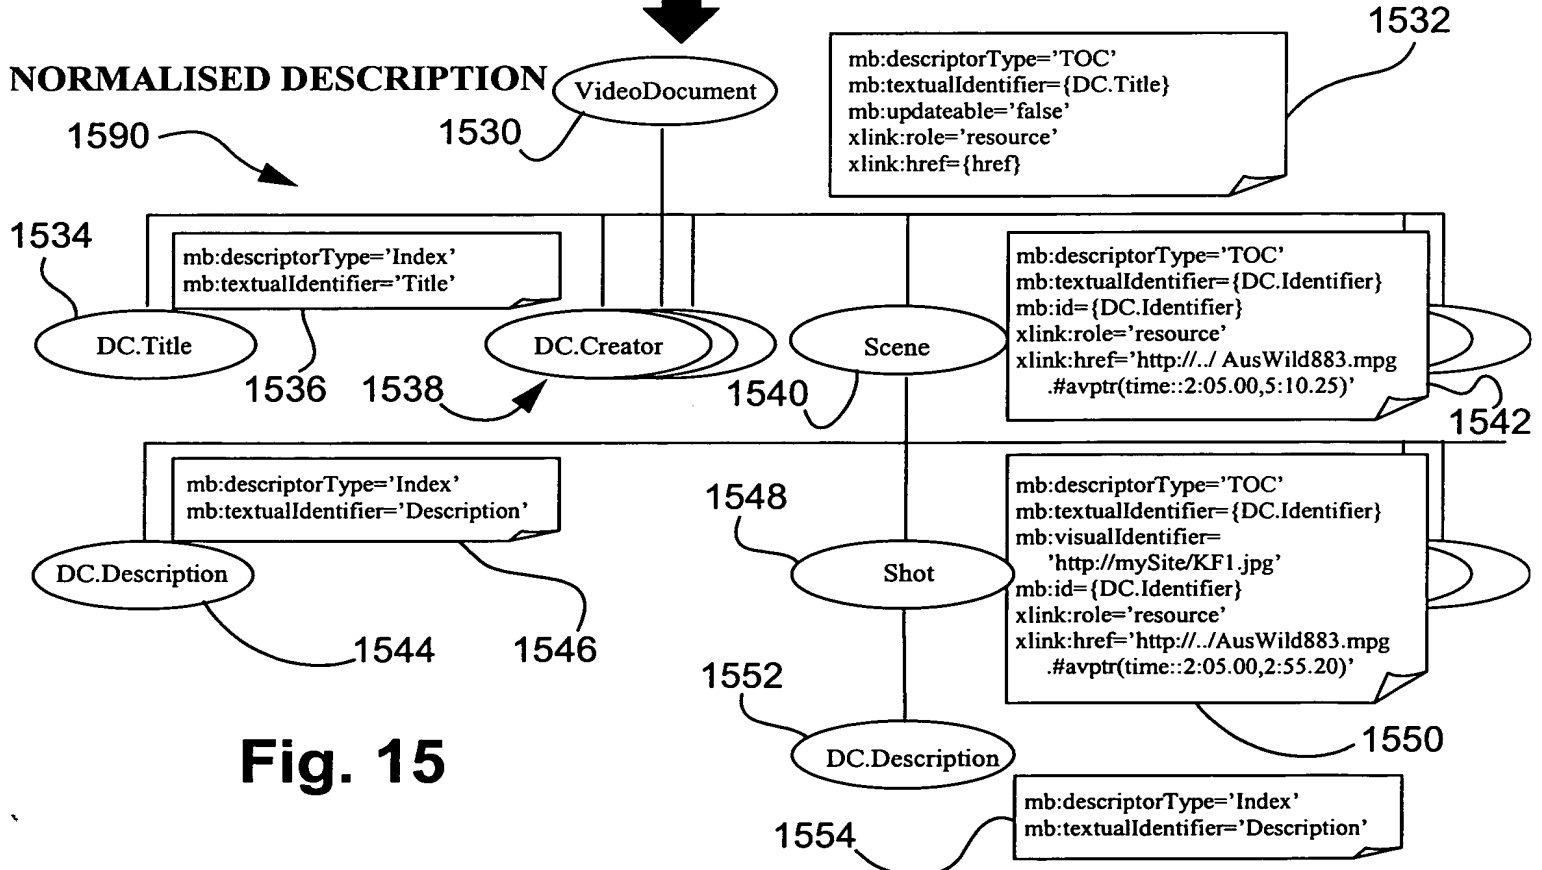 1532
mb:descriptorType='TOC'
mb:textualIdentifier={DC.Title}
mb:updateable='false'
xlink:role='resource'
xlink:href={href}
NORMALISED DESCRIPTION
VideoDocument
1590
1530
1534
mb:descriptorType='Index'
mb:textualIdentifier='Title'
mb:descriptorType='TOC'
mb:textualIdentifier={DC.Identifier}
mb:id={DC.Identifier}
xlink:role='resource'
xlink:href='http://../ AusWild883.mpg
.#avptr(time::2:05.00,5:10.25)'
DC.Title
DC.Creator
Scene
1536
1538
1540
1542
mb:descriptorType='Index'
mb:textualIdentifier='Description'
1548
mb:descriptorType='TOC'
mb:textualIdentifier={DC.Identifier}
mb:visualIdentifier=
'http://mySite/KF1.jpg'
mb:id={DC.Identifier}
xlink:role='resource'
xlink:href='http://../AusWild883.mpg
.#avptr(time::2:05.00,2:55.20)'
DC.Description
Shot
1544
1546
1552
1550
Fig. 15
DC.Description
mb:descriptorType='Index'
mb:textualIdentifier='Description'
1554